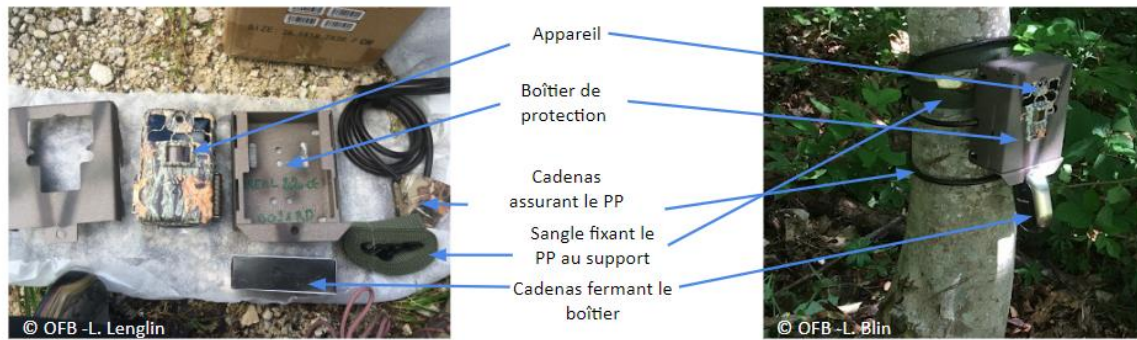 Appareil
Boîtier de
protection
Cadenas
assurant le PP
Sangle fixant le
PP au support
Cadenas fermant le
boîtier
© OFB -L. Lenglin
© OFB -L. Blin